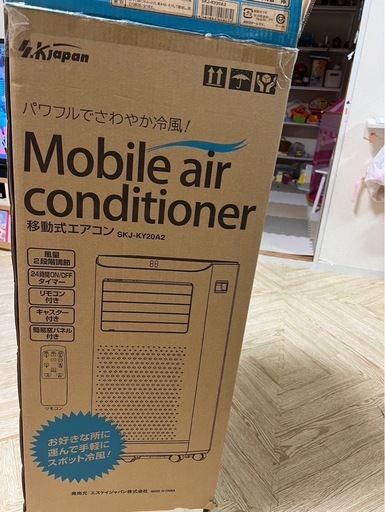 SKJ-KY20A2
S.KJapan
パワフルでさわやか冷風!
Mobile air
conditioner
移動式エアコン SKJ-KY20A2
風量
2段階調節
24時間ON/OFF
タイマー
リモコン
付き
キャスター
付き
簡易窓パネル
付き
リモコン
お好きな所に
運んで手軽に
スポット冷風!
発売元:エスケイジャパン株式会社 MADE IN CHINA